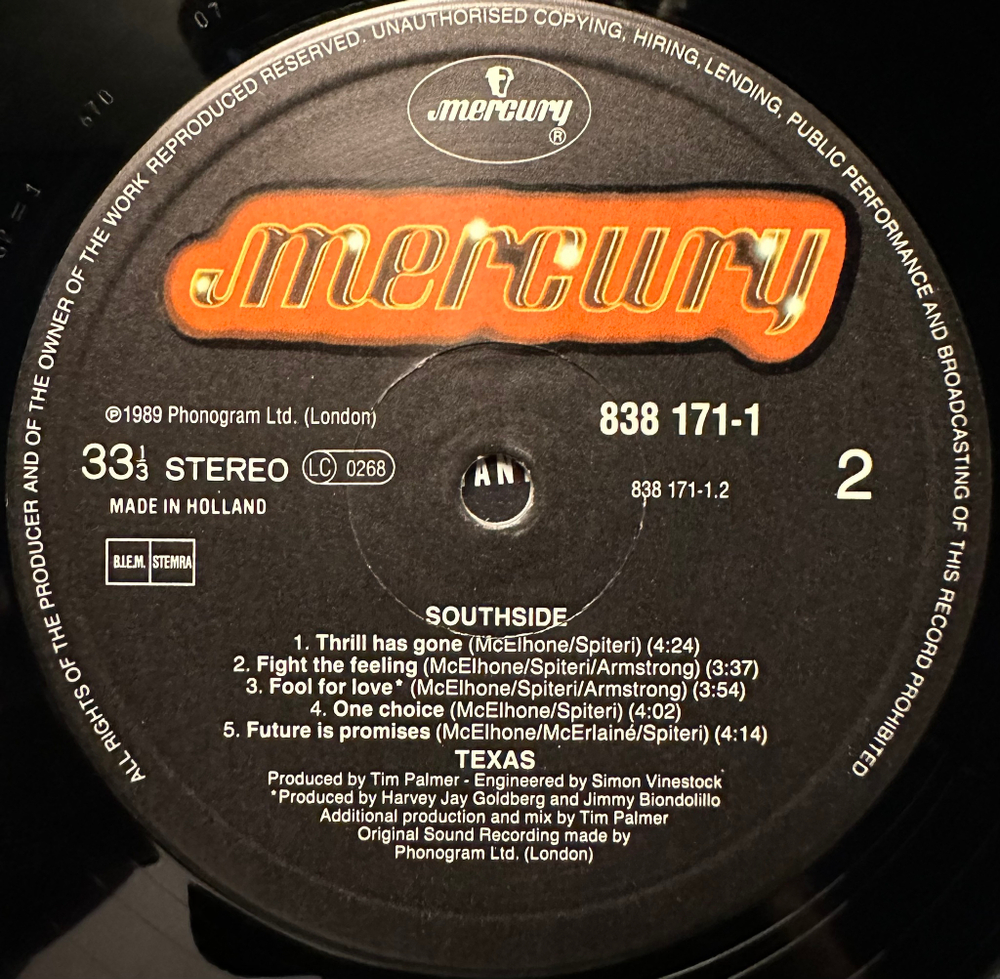 ALL RIGHTS OF THE PRODUCER AND OF THE OWNER OF THE WORK REPRODUCED RESERVED. UNAUTHORISED COPYING, HIRING, LENDING, PUBLIC PERFORMANCE AND BROADCASTING OF THIS RECORD PROHIBITED
07
670
mercury
®
mercury
℗1989 Phonogram Ltd. (London)
838 171-1
33⅓ STEREO LC 0268
838 171-1.2
2
MADE IN HOLLAND
AN
B.I.E.M. STEMRA
SOUTHSIDE
1. Thrill has gone (McElhone/Spiteri) (4:24)
2. Fight the feeling (McElhone/Spiteri/Armstrong) (3:37)
3. Fool for love* (McElhone/Spiteri/Armstrong) (3:54)
4. One choice (McElhone/Spiteri) (4:02)
5. Future is promises (McElhone/McErlainé/Spiteri) (4:14)
TEXAS
Produced by Tim Palmer - Engineered by Simon Vinestock
*Produced by Harvey Jay Goldberg and Jimmy Biondolillo
Additional production and mix by Tim Palmer
Original Sound Recording made by
Phonogram Ltd. (London)